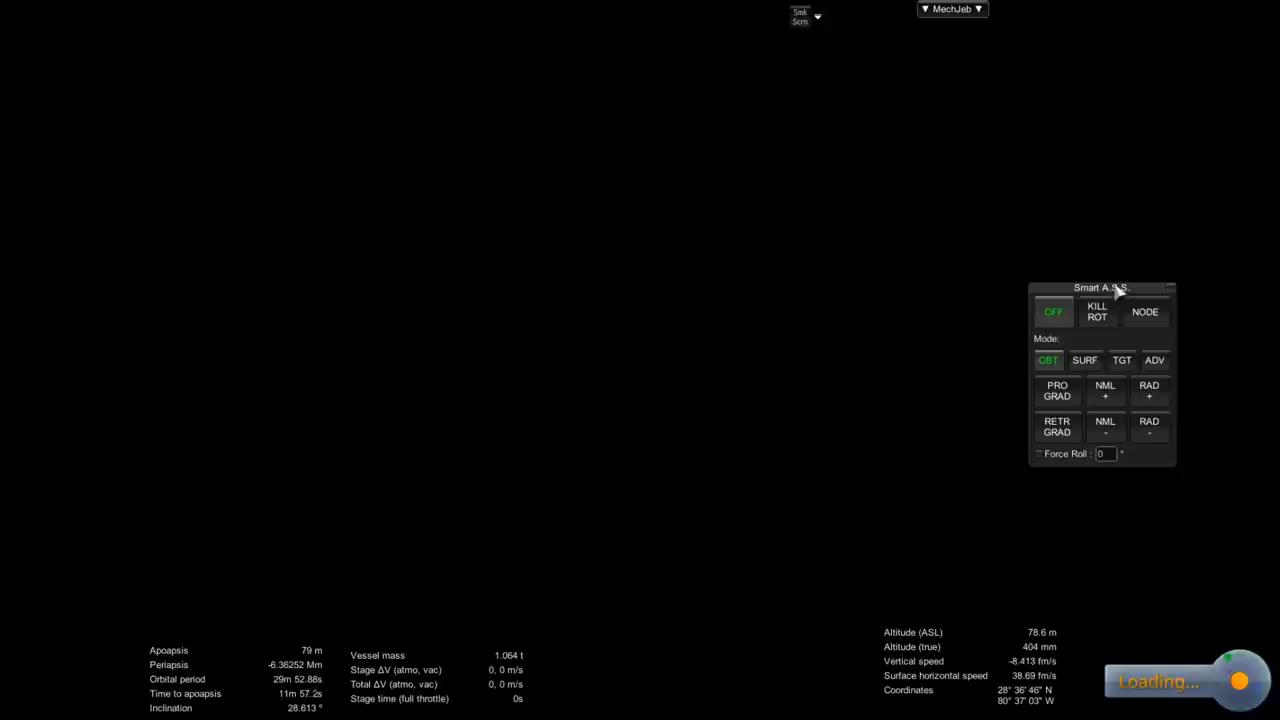 Smk
Scrn
▼ MechJeb ▼
Smart A.S.S.
OFF
KILL
ROT
NODE
Mode:
OBT SURF TGT ADV
PRO
GRAD
NML
+
RAD
+
RETR
GRAD
NML
-
RAD
-
Force Roll : 0 °
Apoapsis 79 m
Periapsis -6.36252 Mm
Orbital period 29m 52.88s
Time to apoapsis 11m 57.2s
Inclination 28.613 °
Vessel mass 1.064 t
Stage ΔV (atmo, vac) 0, 0 m/s
Total ΔV (atmo, vac) 0, 0 m/s
Stage time (full throttle) 0s
Altitude (ASL) 78.6 m
Altitude (true) 404 mm
Vertical speed -8.413 fm/s
Surface horizontal speed 38.69 fm/s
Coordinates 28° 36' 46" N
80° 37' 03" W
Loading...